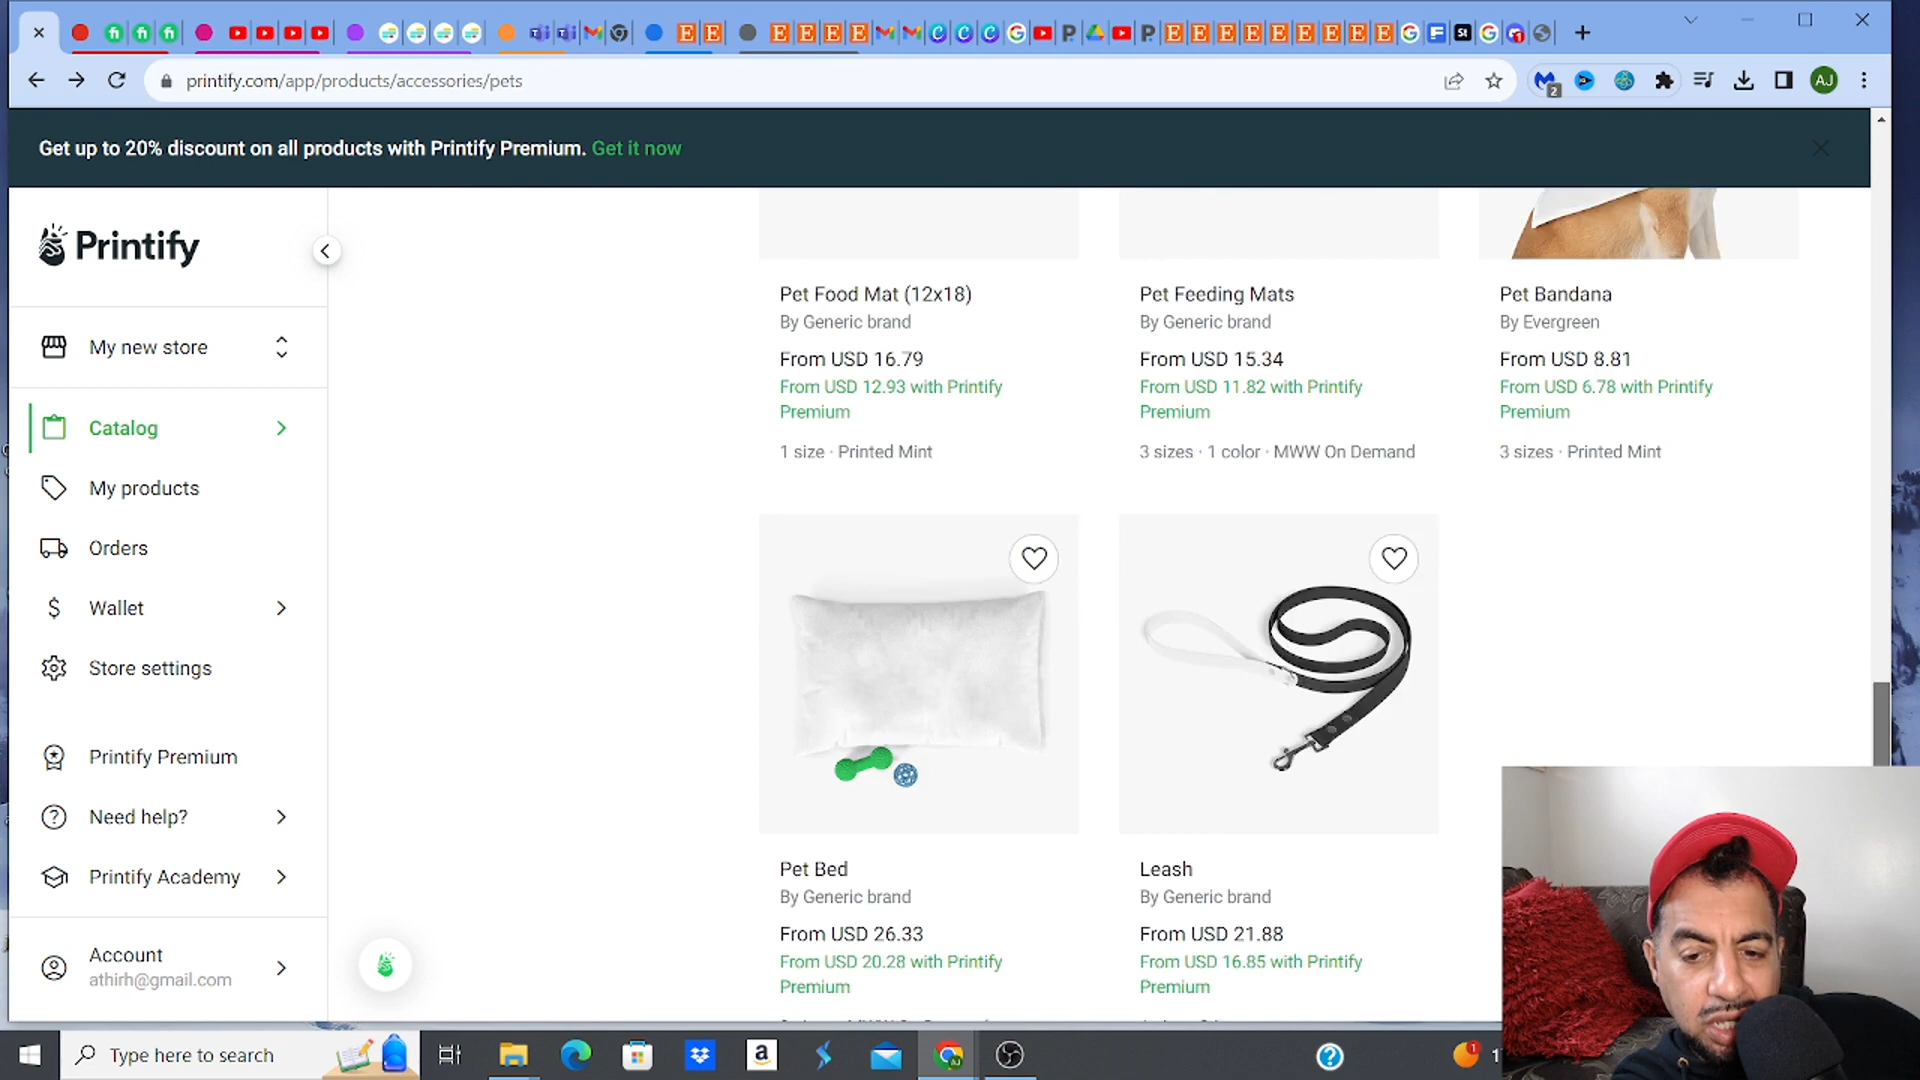 printify.com/app/products/accessories/pets
2
AJ
Get up to 20% discount on all products with Printify Premium. Get it now
Printify
My new store
Catalog
My products
Orders
Wallet
Store settings
Printify Premium
Need help?
Printify Academy
Account
athirh@gmail.com
Pet Food Mat (12x18)
By Generic brand
From USD 16.79
From USD 12.93 with Printify
Premium
1 size · Printed Mint
Pet Feeding Mats
By Generic brand
From USD 15.34
From USD 11.82 with Printify
Premium
3 sizes · 1 color · MWW On Demand
Pet Bandana
By Evergreen
From USD 8.81
From USD 6.78 with Printify
Premium
3 sizes · Printed Mint
Pet Bed
By Generic brand
From USD 26.33
From USD 20.28 with Printify
Premium
Leash
By Generic brand
From USD 21.88
From USD 16.85 with Printify
Premium
Type here to search
1